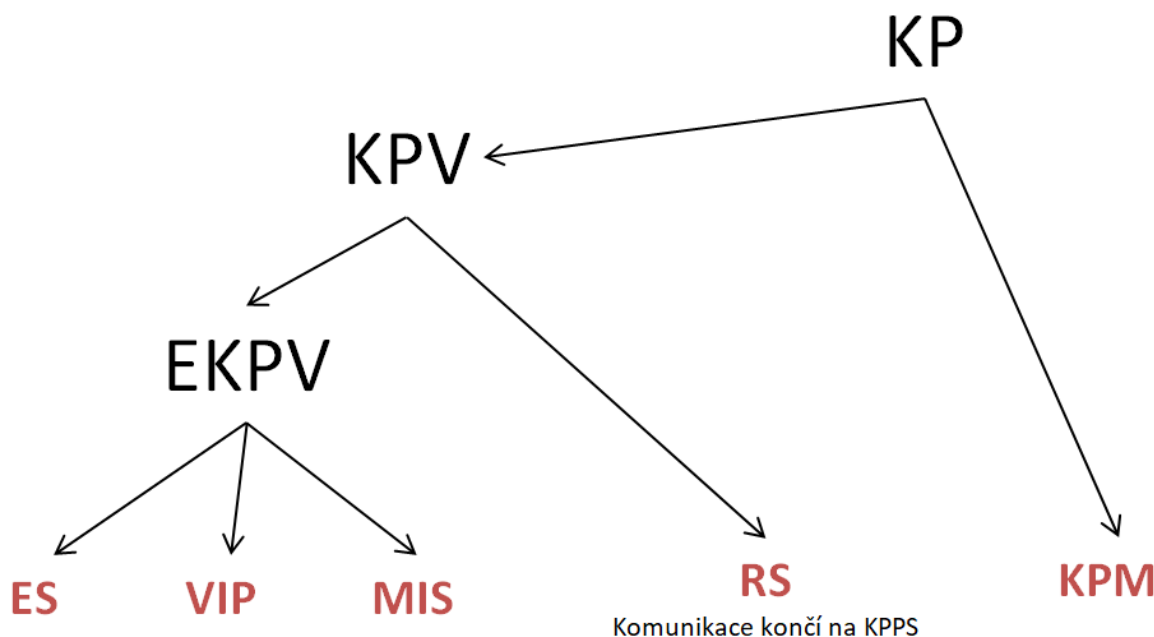 KP
KPV
EKPV
ES VIP MIS RS KPM
Komunikace končí na KPPS